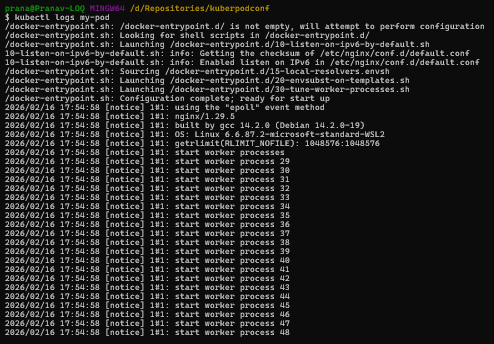 prana@Pranav-LOQ MINGW64 /d/Repositories/kuberpodconf
$ kubectl logs my-pod
/docker-entrypoint.sh: /docker-entrypoint.d/ is not empty, will attempt to perform configuration
/docker-entrypoint.sh: Looking for shell scripts in /docker-entrypoint.d/
/docker-entrypoint.sh: Launching /docker-entrypoint.d/10-listen-on-ipv6-by-default.sh
10-listen-on-ipv6-by-default.sh: info: Getting the checksum of /etc/nginx/conf.d/default.conf
10-listen-on-ipv6-by-default.sh: info: Enabled listen on IPv6 in /etc/nginx/conf.d/default.conf
/docker-entrypoint.sh: Sourcing /docker-entrypoint.d/15-local-resolvers.envsh
/docker-entrypoint.sh: Launching /docker-entrypoint.d/20-envsubst-on-templates.sh
/docker-entrypoint.sh: Launching /docker-entrypoint.d/30-tune-worker-processes.sh
/docker-entrypoint.sh: Configuration complete; ready for start up
2026/02/16 17:54:58 [notice] 1#1: using the "epoll" event method
2026/02/16 17:54:58 [notice] 1#1: nginx/1.29.5
2026/02/16 17:54:58 [notice] 1#1: built by gcc 14.2.0 (Debian 14.2.0-19)
2026/02/16 17:54:58 [notice] 1#1: OS: Linux 6.6.87.2-microsoft-standard-WSL2
2026/02/16 17:54:58 [notice] 1#1: getrlimit(RLIMIT_NOFILE): 1048576:1048576
2026/02/16 17:54:58 [notice] 1#1: start worker processes
2026/02/16 17:54:58 [notice] 1#1: start worker process 29
2026/02/16 17:54:58 [notice] 1#1: start worker process 30
2026/02/16 17:54:58 [notice] 1#1: start worker process 31
2026/02/16 17:54:58 [notice] 1#1: start worker process 32
2026/02/16 17:54:58 [notice] 1#1: start worker process 33
2026/02/16 17:54:58 [notice] 1#1: start worker process 34
2026/02/16 17:54:58 [notice] 1#1: start worker process 35
2026/02/16 17:54:58 [notice] 1#1: start worker process 36
2026/02/16 17:54:58 [notice] 1#1: start worker process 37
2026/02/16 17:54:58 [notice] 1#1: start worker process 38
2026/02/16 17:54:58 [notice] 1#1: start worker process 39
2026/02/16 17:54:58 [notice] 1#1: start worker process 40
2026/02/16 17:54:58 [notice] 1#1: start worker process 41
2026/02/16 17:54:58 [notice] 1#1: start worker process 42
2026/02/16 17:54:58 [notice] 1#1: start worker process 43
2026/02/16 17:54:58 [notice] 1#1: start worker process 44
2026/02/16 17:54:58 [notice] 1#1: start worker process 45
2026/02/16 17:54:58 [notice] 1#1: start worker process 46
2026/02/16 17:54:58 [notice] 1#1: start worker process 47
2026/02/16 17:54:58 [notice] 1#1: start worker process 48